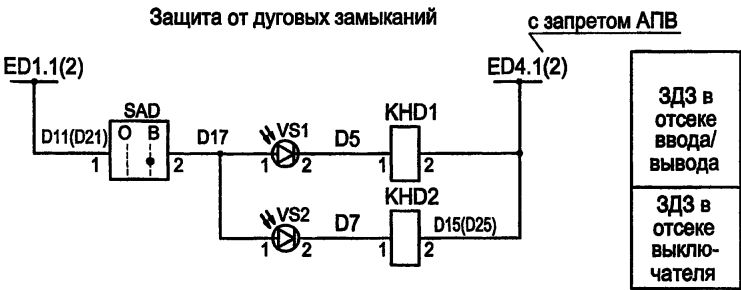 Защита от дуговых замыканий
с запретом АПВ
ED1.1(2)
ED4.1(2)
SAD
O B
D11(D21)
1
2
D17
VS1
1
2
D5
KHD1
1
2
VS2
1
2
D7
KHD2
1
2
D15(D25)
ЗДЗ в
отсеке
ввода/
вывода
ЗДЗ в
отсеке
выклю-
чателя